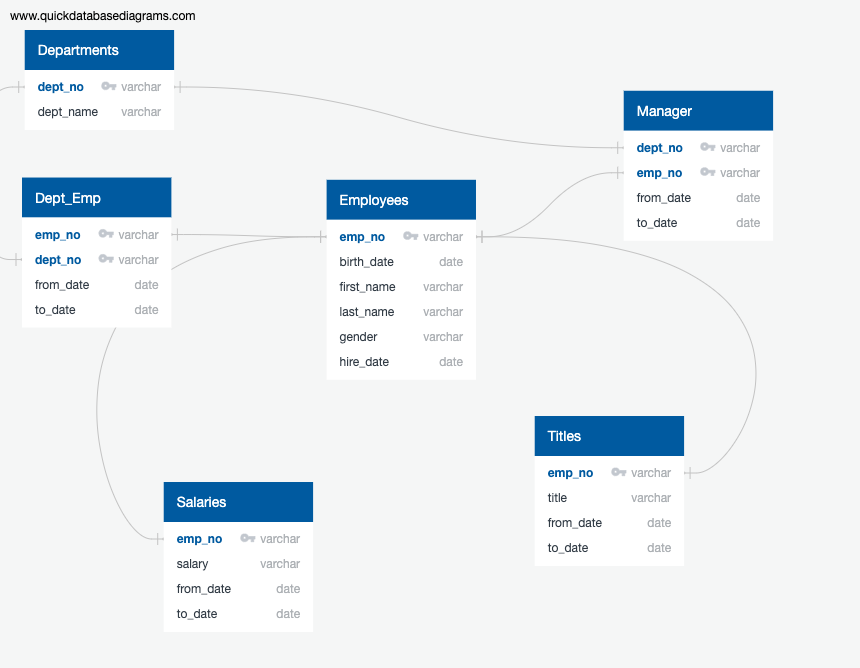 www.quickdatabasediagrams.com
Departments
dept_no varchar
dept_name varchar
Manager
dept_no varchar
emp_no varchar
from_date date
to_date date
Dept_Emp
emp_no varchar
dept_no varchar
from_date date
to_date date
Employees
emp_no varchar
birth_date date
first_name varchar
last_name varchar
gender varchar
hire_date date
Titles
emp_no varchar
title varchar
from_date date
to_date date
Salaries
emp_no varchar
salary varchar
from_date date
to_date date